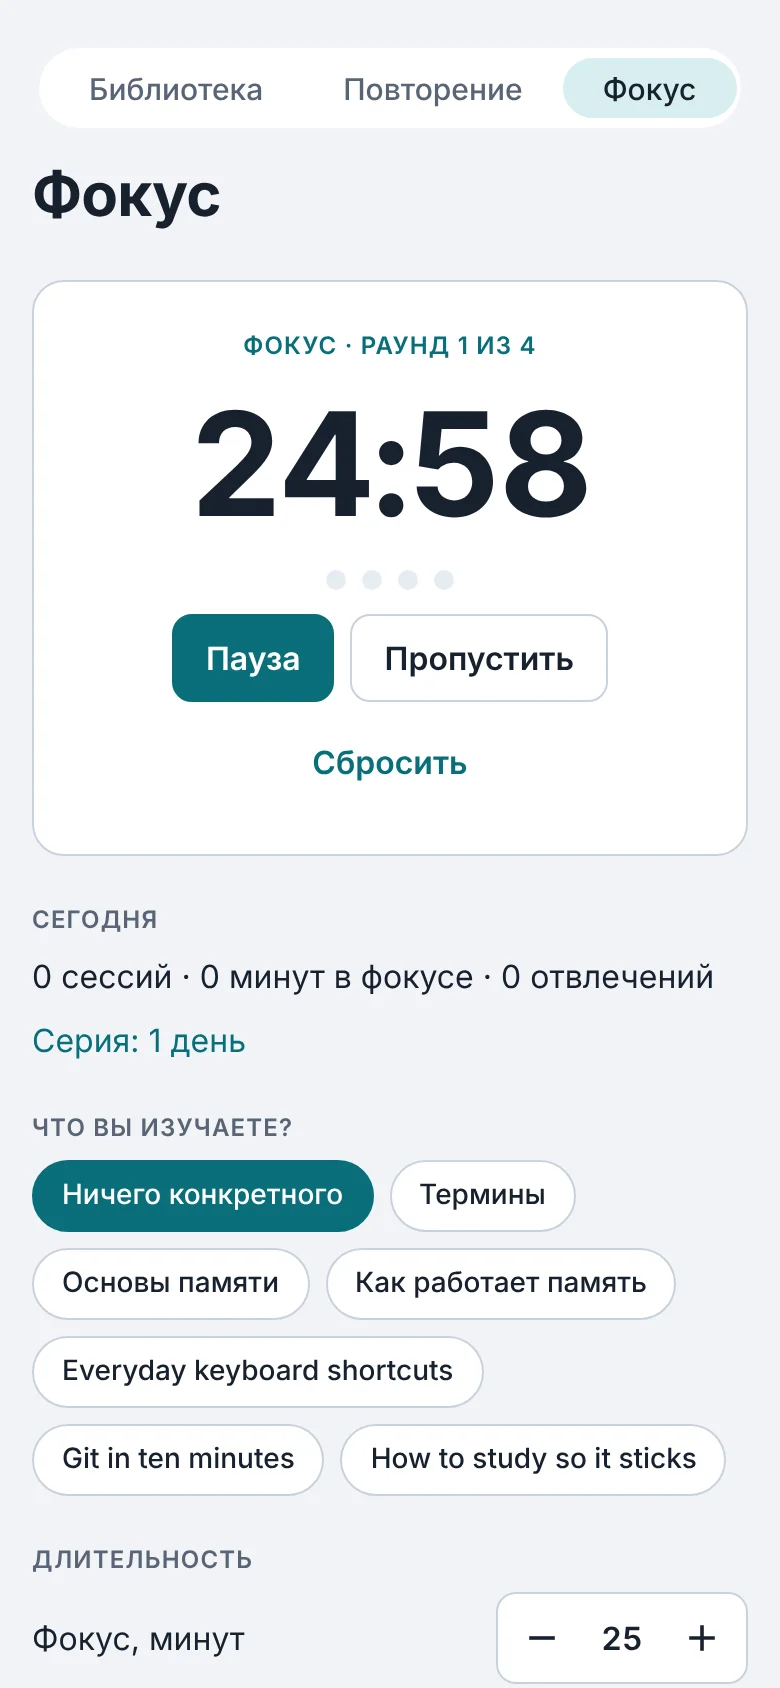 Библиотека Повторение Фокус
Фокус
ФОКУС · РАУНД 1 ИЗ 4
24:58
Пауза Пропустить
Сбросить
СЕГОДНЯ
0 сессий · 0 минут в фокусе · 0 отвлечений
Серия: 1 день
ЧТО ВЫ ИЗУЧАЕТЕ?
Ничего конкретного Термины
Основы памяти Как работает память
Everyday keyboard shortcuts
Git in ten minutes How to study so it sticks
ДЛИТЕЛЬНОСТЬ
Фокус, минут − 25 +